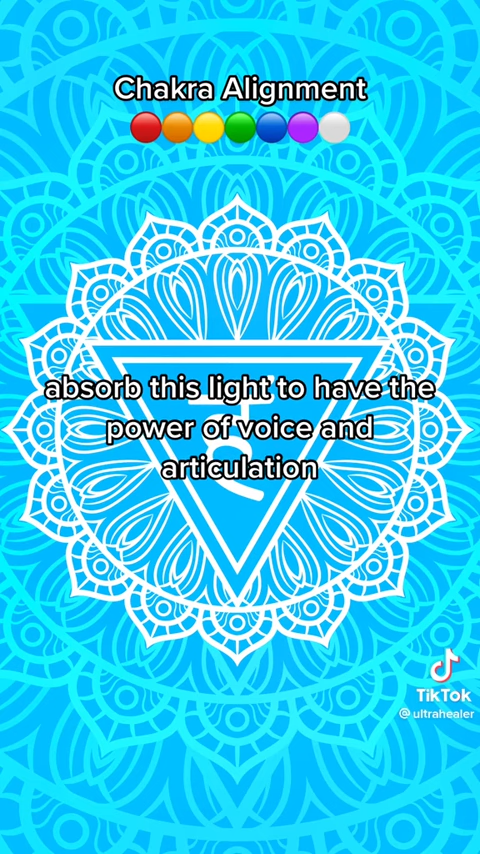 Chakra Alignment
🔴🟠🟡🟢🔵🟣⚪
absorb this light to have the
power of voice and
articulation
TikTok
@ultrahealer